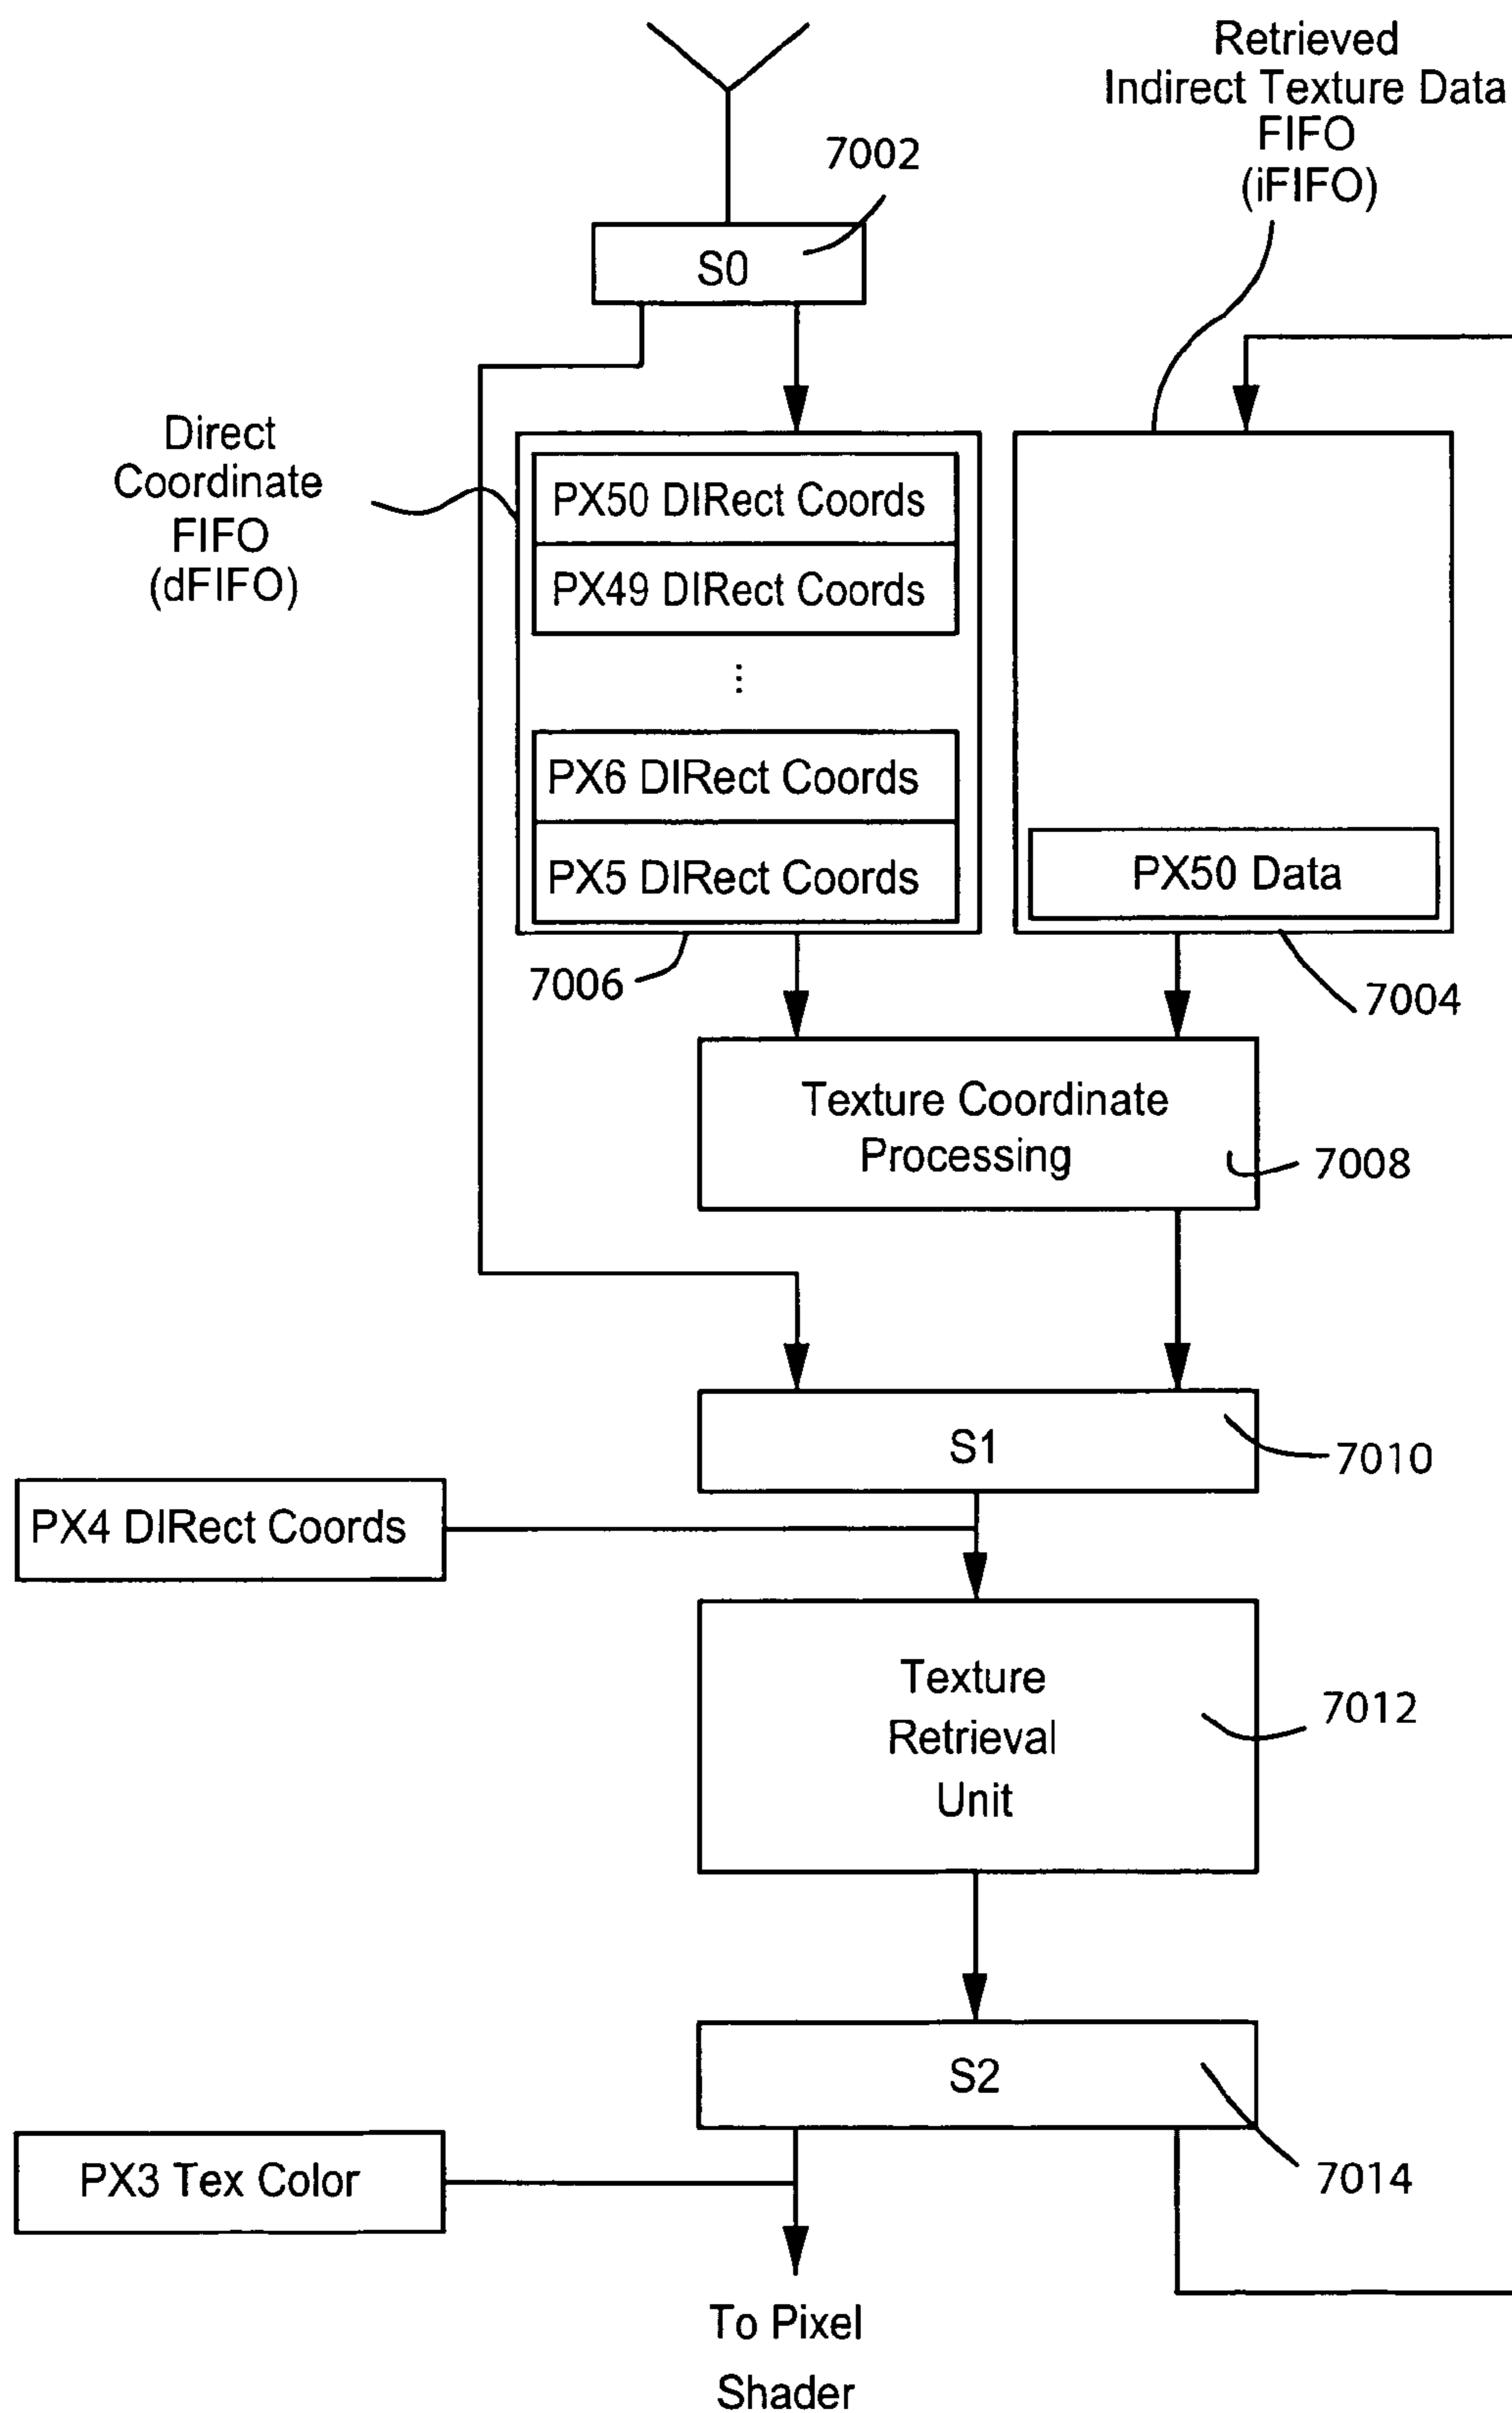 Retrieved
Indirect Texture Data
FIFO
(iFIFO)
7002
S0
Direct
Coordinate
FIFO
(dFIFO)
PX50 DIRect Coords
PX49 DIRect Coords
⋮
PX6 DIRect Coords
PX5 DIRect Coords
PX50 Data
7006
7004
Texture Coordinate
Processing
7008
S1
7010
PX4 DIRect Coords
Texture
Retrieval
Unit
7012
S2
7014
PX3 Tex Color
To Pixel
Shader